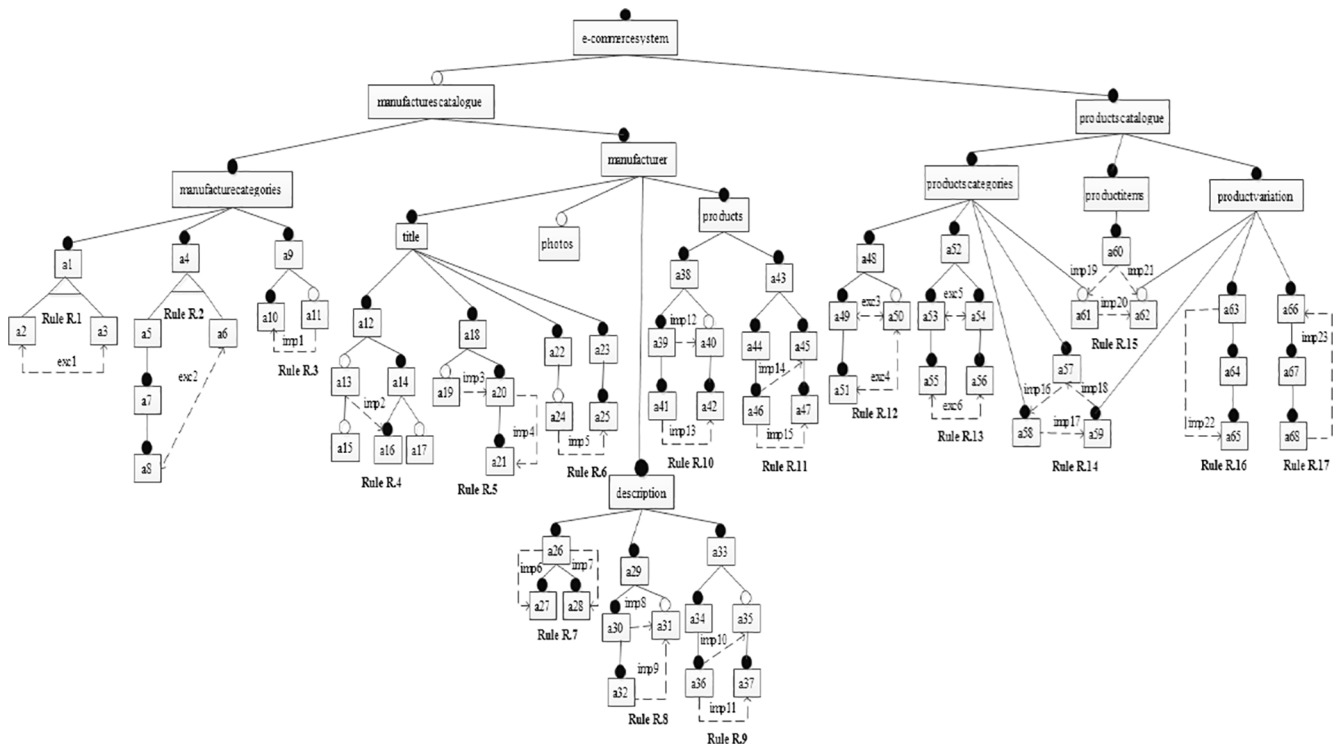 e-commercesystem
manufacturescatalogue
productscatalogue
manufacturer
manufacturecategories
productscategories
productitems
productvariation
products
title
photos
a1
a4
a9
a38
a43
a48
a52
a60
imp19
imp21
Rule R.1
Rule R.2
a2
a3
a5
a6
a10
a11
imp1
Rule R.3
exc1
exc2
a7
a8
a12
a18
a22
a23
a13
a14
imp2
a15
a16
a17
Rule R.4
a19
imp3
a20
imp4
a21
Rule R.5
a24
a25
imp5
Rule R.6
imp12
a39
a40
a41
a42
imp13
Rule R.10
a44
a45
imp14
a46
a47
imp15
Rule R.11
a49
exc3
a50
a51
exc4
Rule R.12
a53
exc5
a54
a55
a56
exc6
Rule R.13
a61
imp20
a62
Rule R.15
a57
imp16
imp18
a58
imp17
a59
Rule R.14
a63
a64
imp22
a65
Rule R.16
a66
imp23
a67
a68
Rule R.17
description
a26
imp6
imp7
a27
a28
Rule R.7
a29
imp8
a30
a31
imp9
a32
Rule R.8
a33
a34
a35
imp10
a36
a37
imp11
Rule R.9